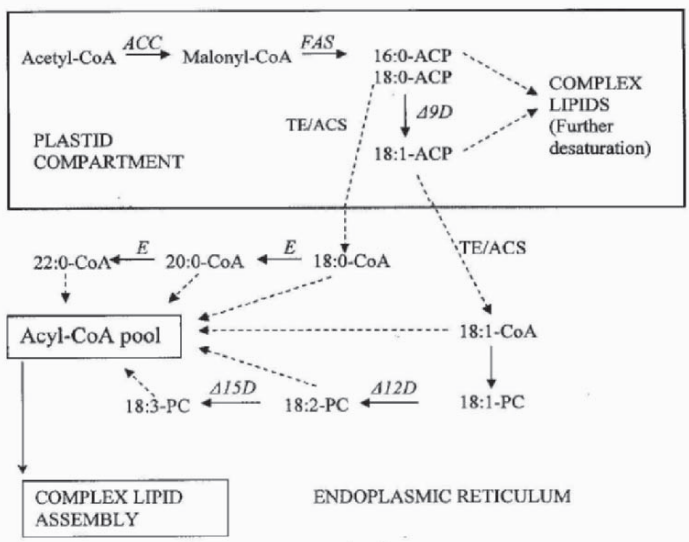 ACC FAS
Acetyl-CoA Malonyl-CoA 16:0-ACP
18:0-ACP
COMPLEX
LIPIDS
(Further
desaturation)
TE/ACS Δ9D
PLASTID
COMPARTMENT
18:1-ACP
TE/ACS
22:0-CoA E 20:0-CoA E 18:0-CoA
Acyl-CoA pool
18:1-CoA
18:3-PC Δ15D 18:2-PC Δ12D 18:1-PC
COMPLEX LIPID
ASSEMBLY
ENDOPLASMIC RETICULUM